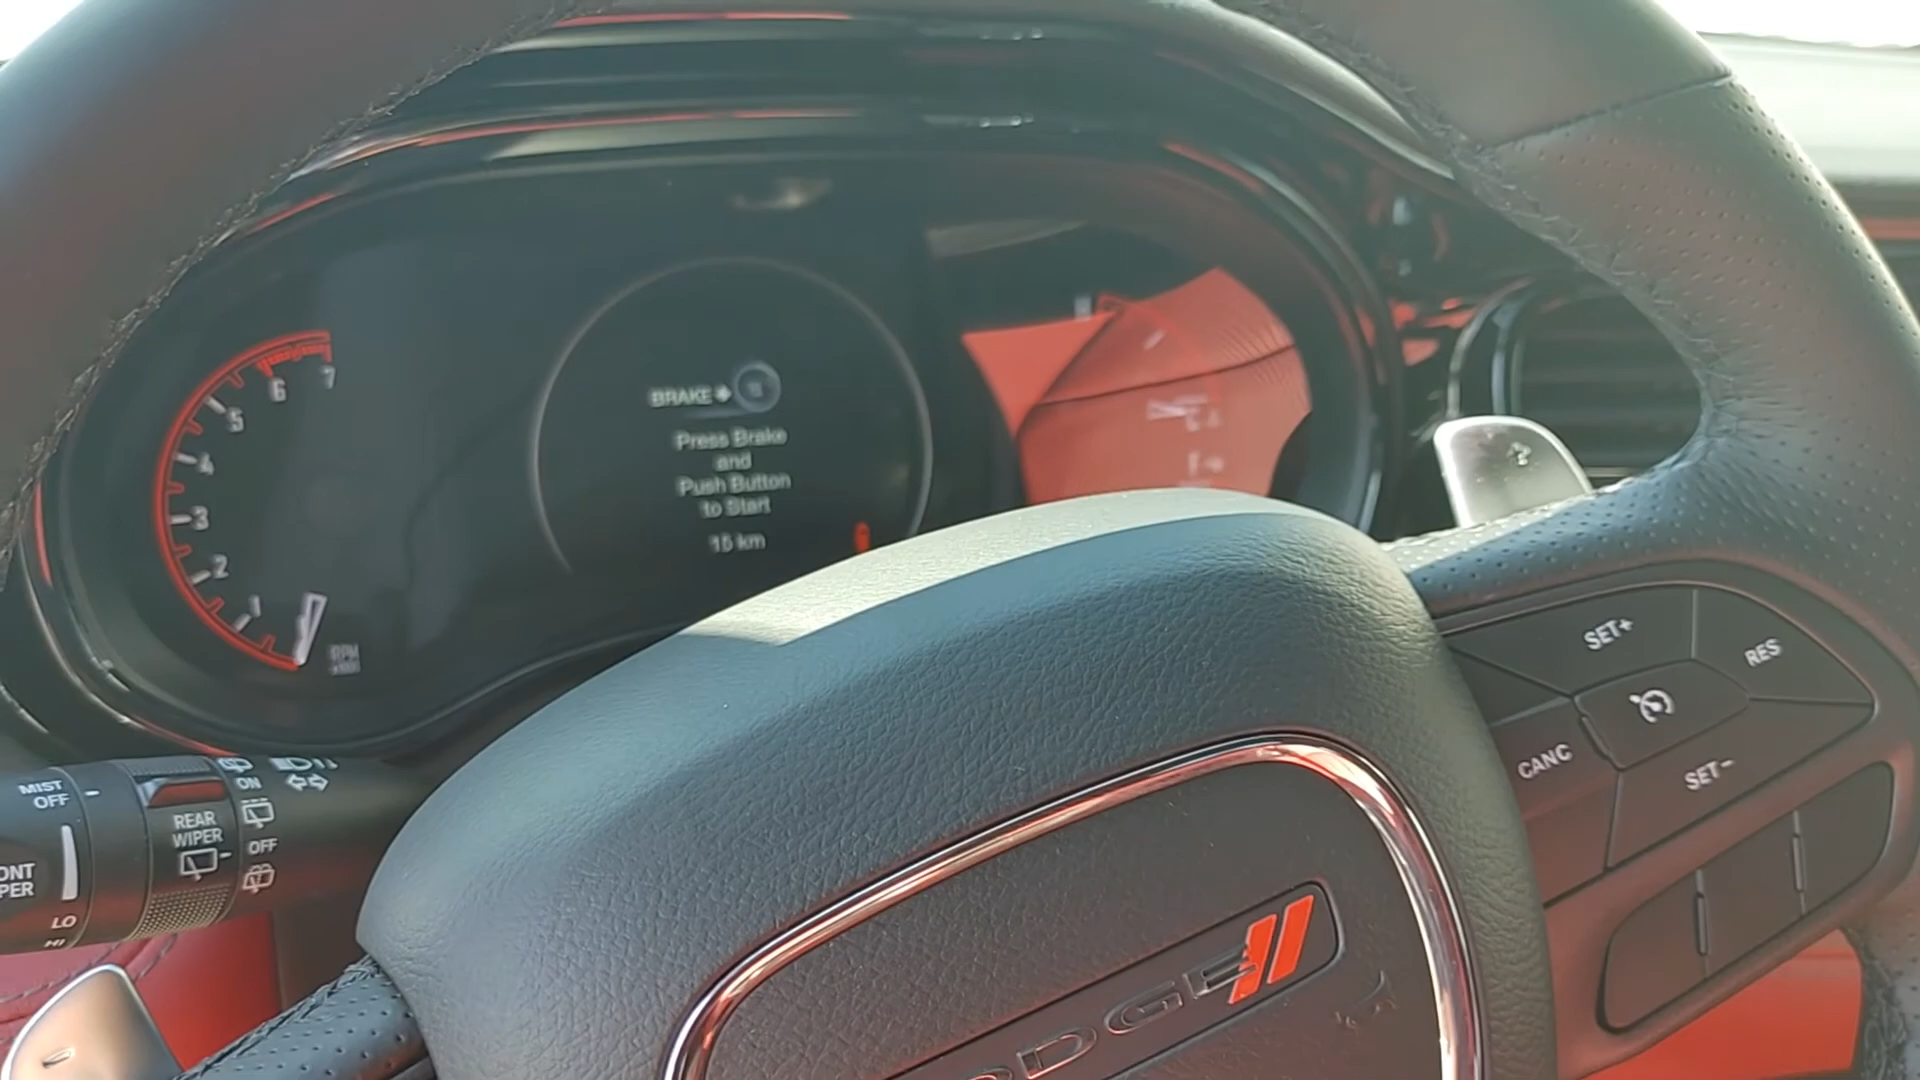 7
6
5
4
3
2
1
RPM
BRAKE
Press Brake
and
Push Button
to Start
15 km
SET+
RES
CANC
SET-
MIST
OFF
REAR
WIPER
ON
OFF
LO
HI
DODGE